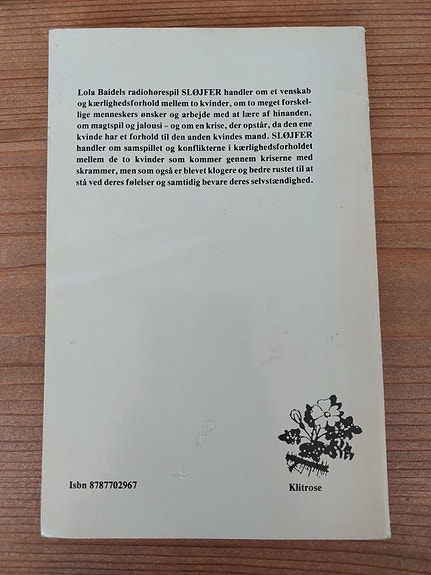 Lola Baidels radiohørespil SLØJFER handler om et venskab
og kærlighedsforhold mellem to kvinder, om to meget forskel-
lige menneskers ønsker og arbejde med at lære af hinanden,
om magtspil og jalousi – og om en krise, der opstår, da den ene
kvinde har et forhold til den anden kvindes mand. SLØJFER
handler om samspillet og konflikterne i kærlighedsforholdet
mellem de to kvinder som kommer gennem kriserne med
skrammer, men som også er blevet klogere og bedre rustet til at
stå ved deres følelser og samtidig bevare deres selvstændighed.
Isbn 8787702967
Klitrose